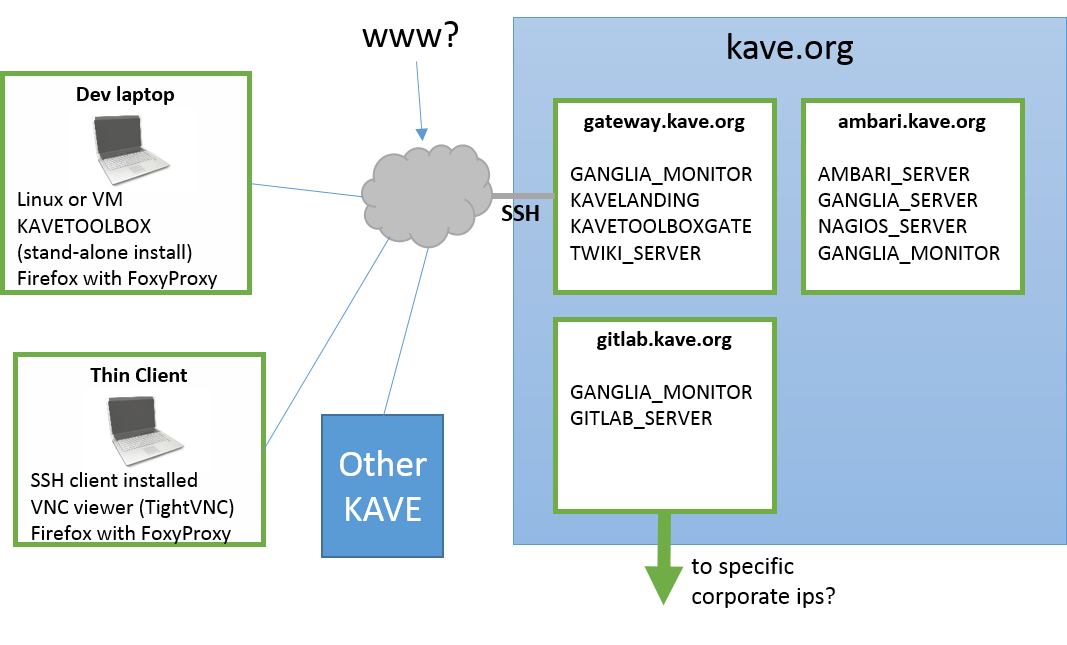 www?
kave.org
Dev laptop
Linux or VM
KAVETOOLBOX
(stand-alone install)
Firefox with FoxyProxy
SSH
gateway.kave.org
GANGLIA_MONITOR
KAVELANDING
KAVETOOLBOXGATE
TWIKI_SERVER
ambari.kave.org
AMBARI_SERVER
GANGLIA_SERVER
NAGIOS_SERVER
GANGLIA_MONITOR
gitlab.kave.org
GANGLIA_MONITOR
GITLAB_SERVER
Thin Client
SSH client installed
VNC viewer (TightVNC)
Firefox with FoxyProxy
Other
KAVE
to specific
corporate ips?